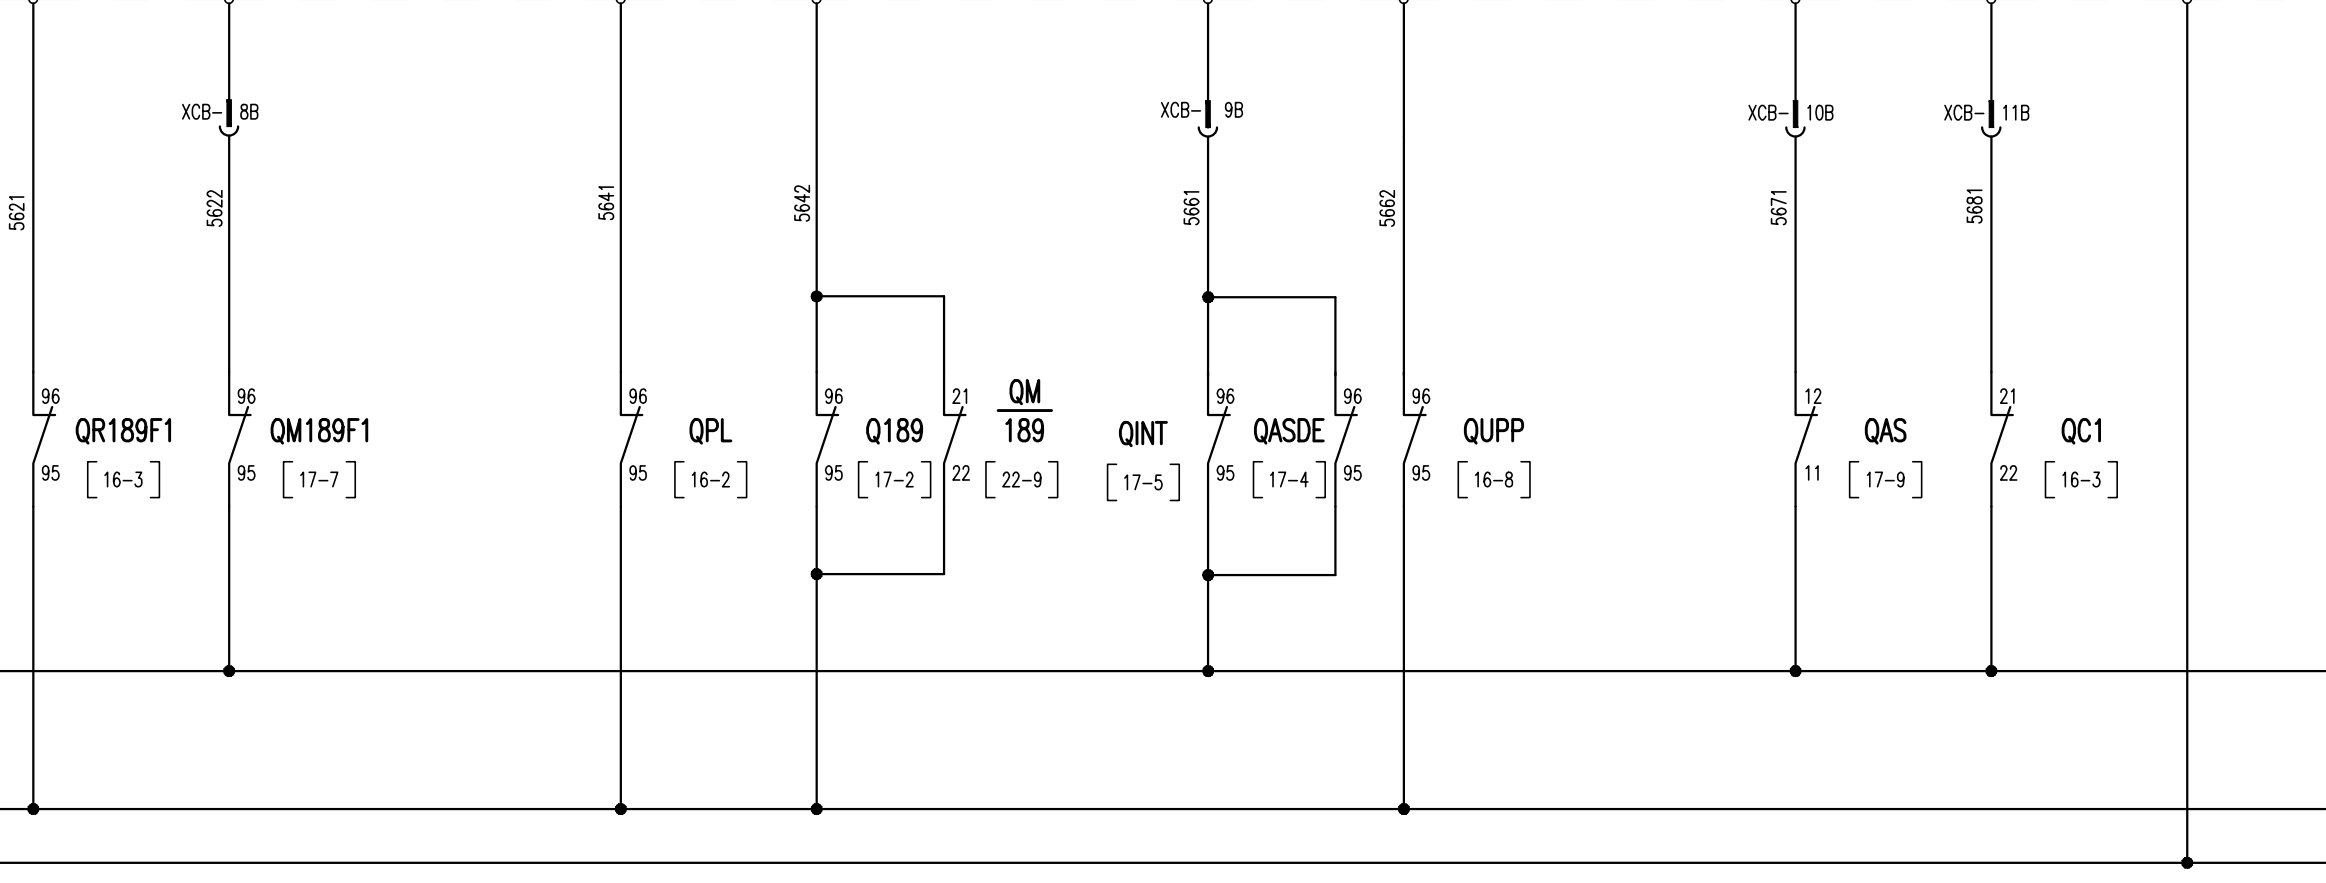 XCB- 8B
XCB- 9B
XCB- 10B
XCB- 11B
5621
5622
5641
5642
5661
5662
5671
5681
96 QR189F1 95 [16-3]
96 QM189F1 95 [17-7]
96 QPL 95 [16-2]
96 Q189 95 [17-2]
21 QM
189
22 [22-9]
QINT [17-5] 96 95
QASDE [17-4] 96 95
96 QUPP 95 [16-8]
12 QAS 11 [17-9]
21 QC1 22 [16-3]